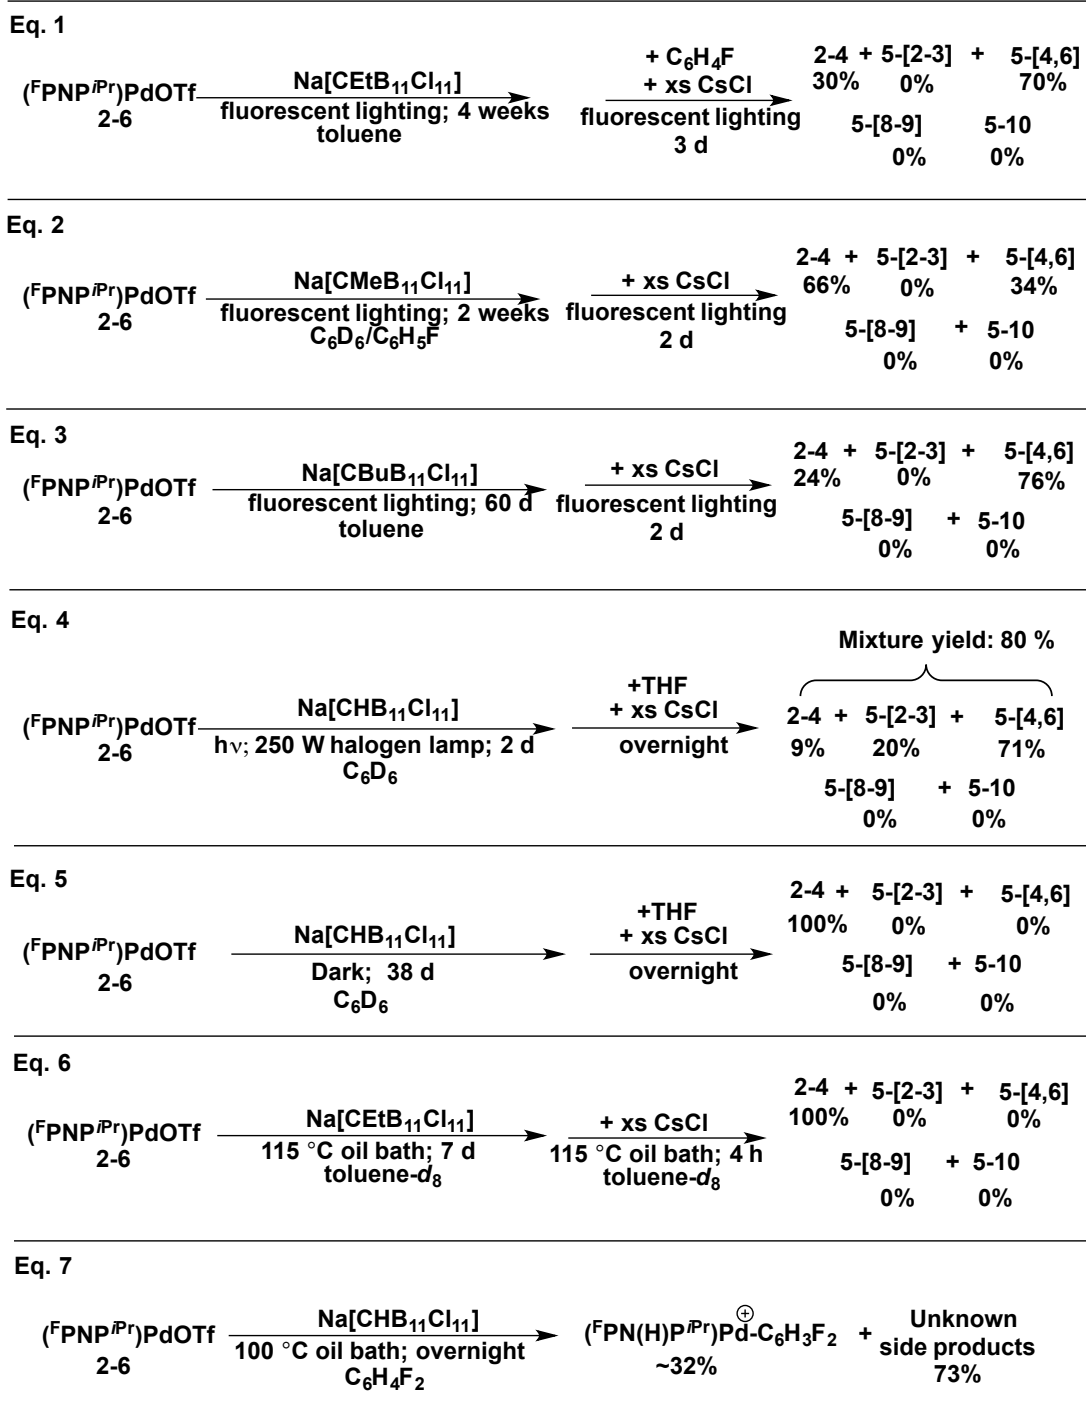 Eq. 1
(ᶠPNPⁱᴾʳ)PdOTf
2-6
Na[CEtB₁₁Cl₁₁]
fluorescent lighting; 4 weeks
toluene
+ C₆H₄F
+ xs CsCl
fluorescent lighting
3 d
2-4 + 5-[2-3] + 5-[4,6]
30% 0% 70%
5-[8-9] 5-10
0% 0%
Eq. 2
(ᶠPNPⁱᴾʳ)PdOTf
2-6
Na[CMeB₁₁Cl₁₁]
fluorescent lighting; 2 weeks
C₆D₆/C₆H₅F
+ xs CsCl
fluorescent lighting
2 d
2-4 + 5-[2-3] + 5-[4,6]
66% 0% 34%
5-[8-9] + 5-10
0% 0%
Eq. 3
(ᶠPNPⁱᴾʳ)PdOTf
2-6
Na[CBuB₁₁Cl₁₁]
fluorescent lighting; 60 d
toluene
+ xs CsCl
fluorescent lighting
2 d
2-4 + 5-[2-3] + 5-[4,6]
24% 0% 76%
5-[8-9] + 5-10
0% 0%
Eq. 4
(ᶠPNPⁱᴾʳ)PdOTf
2-6
Na[CHB₁₁Cl₁₁]
hν; 250 W halogen lamp; 2 d
C₆D₆
+THF
+ xs CsCl
overnight
Mixture yield: 80 %
2-4 + 5-[2-3] + 5-[4,6]
9% 20% 71%
5-[8-9] + 5-10
0% 0%
Eq. 5
(ᶠPNPⁱᴾʳ)PdOTf
2-6
Na[CHB₁₁Cl₁₁]
Dark; 38 d
C₆D₆
+THF
+ xs CsCl
overnight
2-4 + 5-[2-3] + 5-[4,6]
100% 0% 0%
5-[8-9] + 5-10
0% 0%
Eq. 6
(ᶠPNPⁱᴾʳ)PdOTf
2-6
Na[CEtB₁₁Cl₁₁]
115 °C oil bath; 7 d
toluene-d₈
+ xs CsCl
115 °C oil bath; 4 h
toluene-d₈
2-4 + 5-[2-3] + 5-[4,6]
100% 0% 0%
5-[8-9] + 5-10
0% 0%
Eq. 7
(ᶠPNPⁱᴾʳ)PdOTf
2-6
Na[CHB₁₁Cl₁₁]
100 °C oil bath; overnight
C₆H₄F₂
(ᶠPN(H)Pⁱᴾʳ)Pd⊕-C₆H₃F₂
~32%
+
Unknown
side products
73%